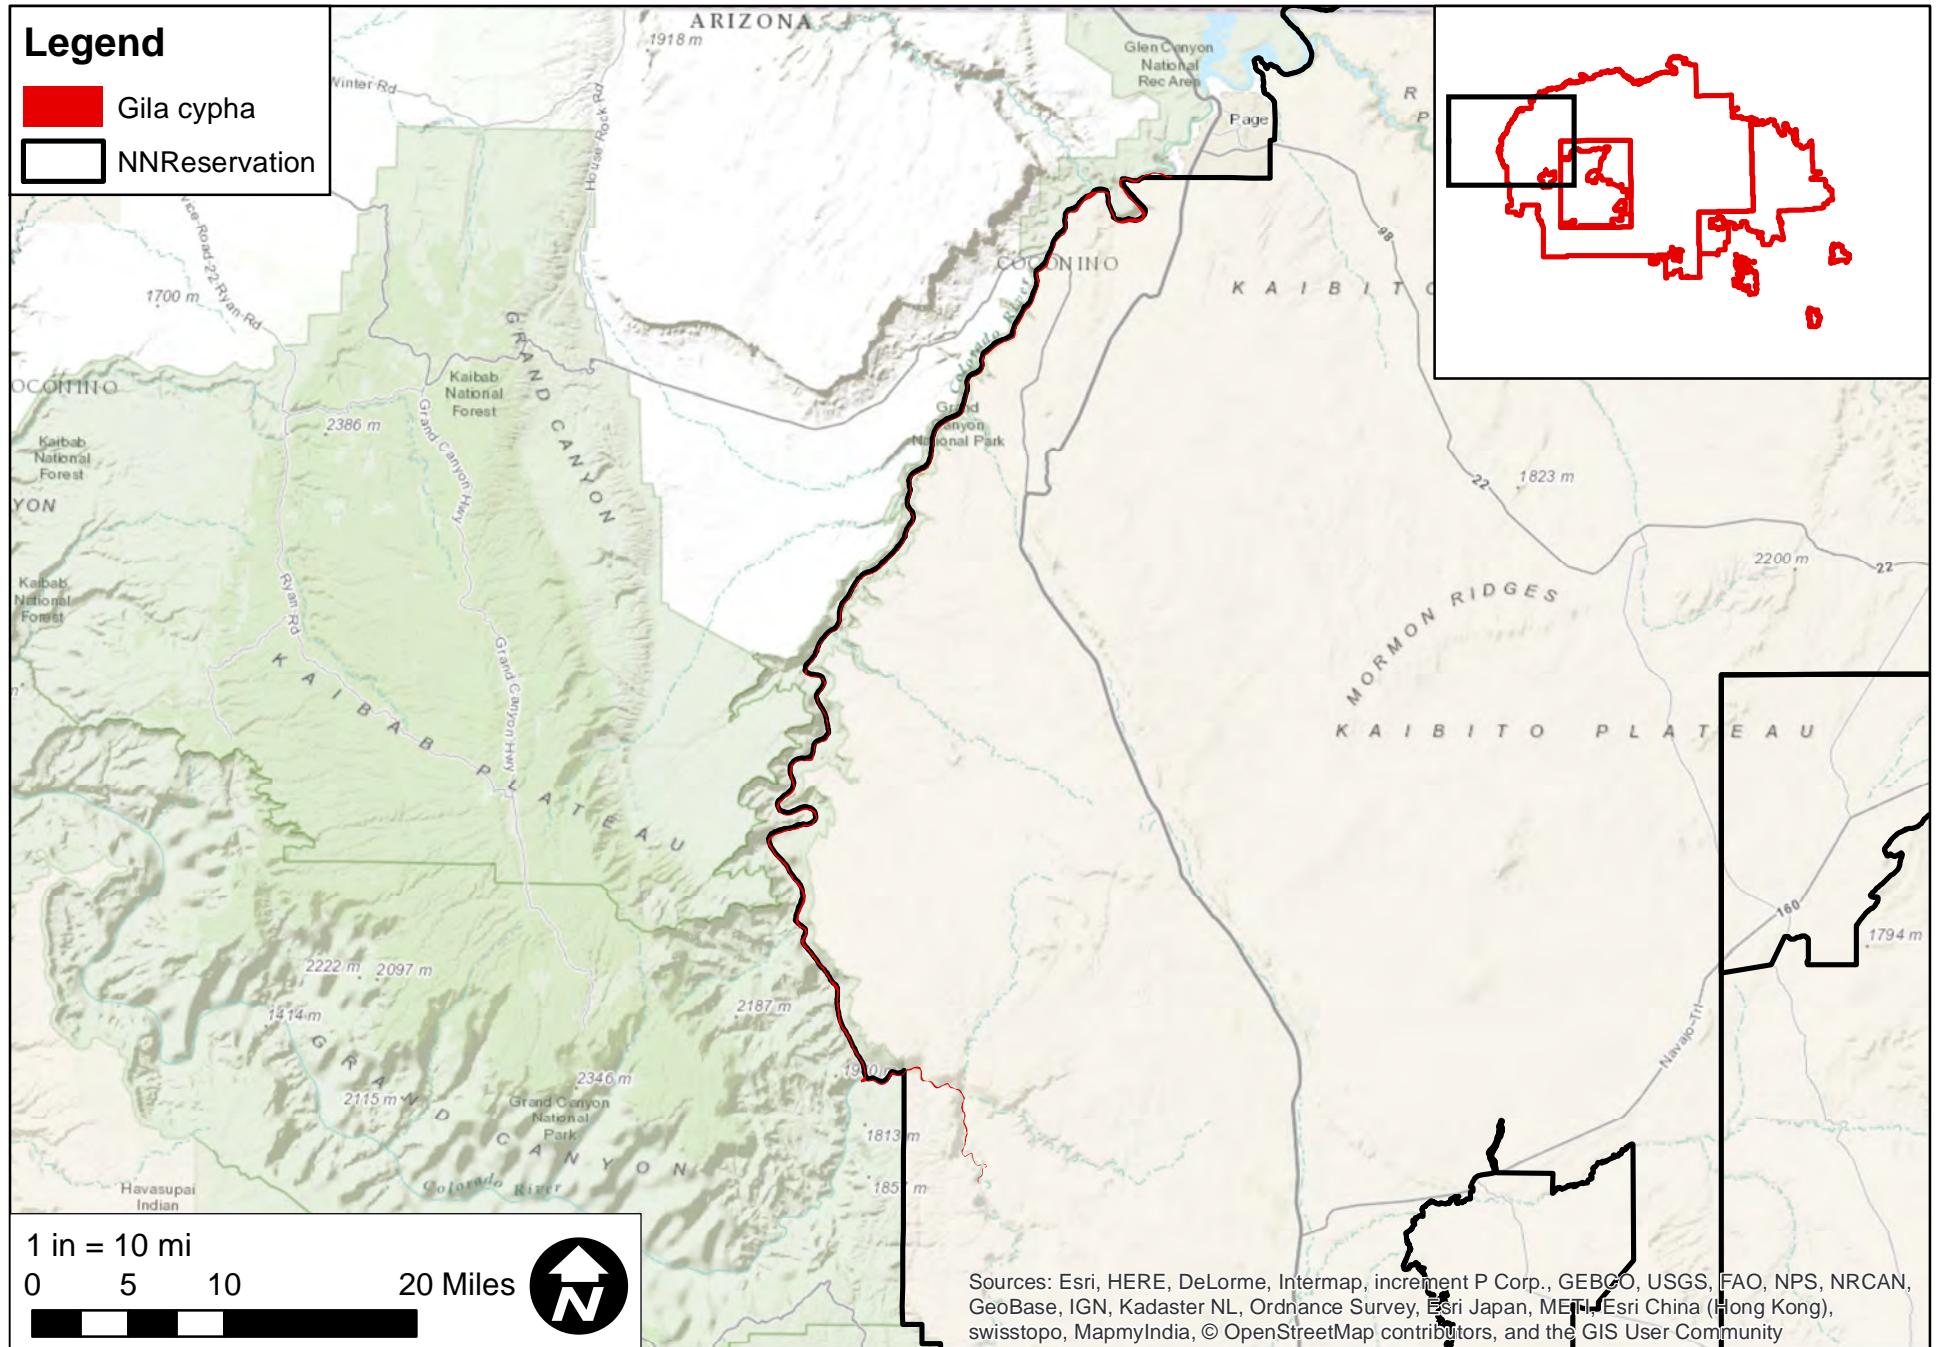 Legend
Gila cypha
NNReservation
ARIZONA
1918 m
Winter Rd
House Rock Rd
Glen Canyon
National
Rec Area
Page
98
COCONINO
KAIBITO
Colorado River
1700 m
GRAND CANYON
Kaibab
National
Forest
2386 m
Grand Canyon Hwy
Grand
Canyon
National Park
Kaibab
National
Forest
YON
22
1823 m
2200 m
22
Kaibab
National
Forest
Ryan Rd
MORMON RIDGES
Grand Canyon Hwy
KAIBAB PLATEAU
KAIBITO PLATEAU
160
1794 m
2222 m
2097 m
2187 m
1414 m
GRAND CANYON
2346 m
2115 m
Grand Canyon
National
Park
1813 m
Navajo Trl
Colorado River
Havasupai
Indian
1 in = 10 mi
0 5 10 20 Miles
N
Sources: Esri, HERE, DeLorme, Intermap, increment P Corp., GEBCO, USGS, FAO, NPS, NRCAN,
GeoBase, IGN, Kadaster NL, Ordnance Survey, Esri Japan, METI, Esri China (Hong Kong),
swisstopo, MapmyIndia, © OpenStreetMap contributors, and the GIS User Community